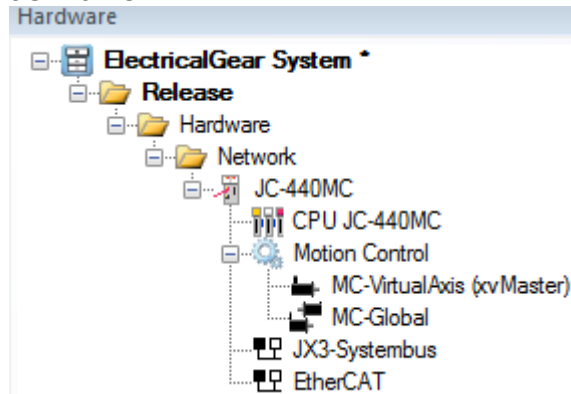 Hardware
ElectricalGear System *
Release
Hardware
Network
JC-440MC
CPU JC-440MC
Motion Control
MC-VirtualAxis (xvMaster)
MC-Global
JX3-Systembus
EtherCAT